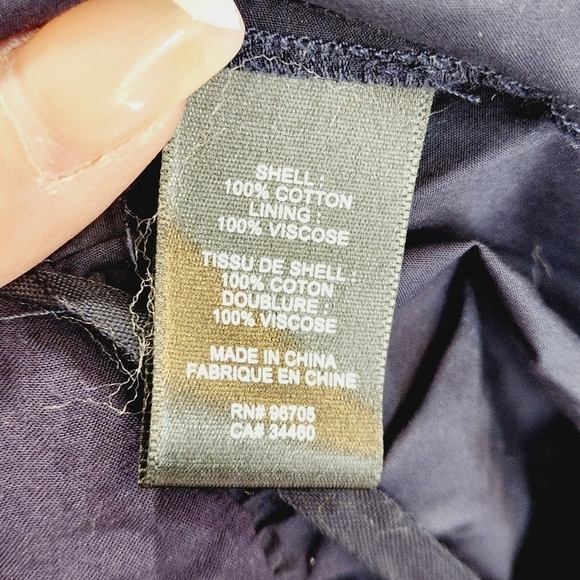 SHELL :
100% COTTON
LINING :
100% VISCOSE
TISSU DE SHELL :
100% COTON
DOUBLURE :
100% VISCOSE
MADE IN CHINA
FABRIQUE EN CHINE
RN# 96705
CA# 34460